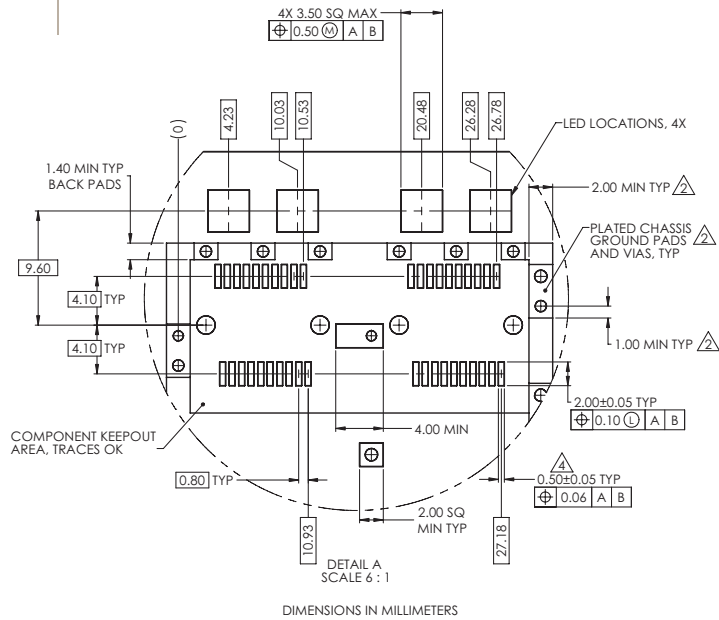 4X 3.50 SQ MAX
⌖ 0.50 Ⓜ A B
(0)
4.23
10.03
10.53
20.48
26.28
26.78
LED LOCATIONS, 4X
1.40 MIN TYP
BACK PADS
2.00 MIN TYP 2
PLATED CHASSIS
GROUND PADS 2
AND VIAS, TYP
9.60
4.10 TYP
4.10 TYP
1.00 MIN TYP 2
2.00±0.05 TYP
⌖ 0.10 Ⓛ A B
COMPONENT KEEPOUT
AREA, TRACES OK
4.00 MIN
4
0.80 TYP
0.50±0.05 TYP
⌖ 0.06 A B
2.00 SQ
MIN TYP
10.93
27.18
DETAIL A
SCALE 6 : 1
DIMENSIONS IN MILLIMETERS